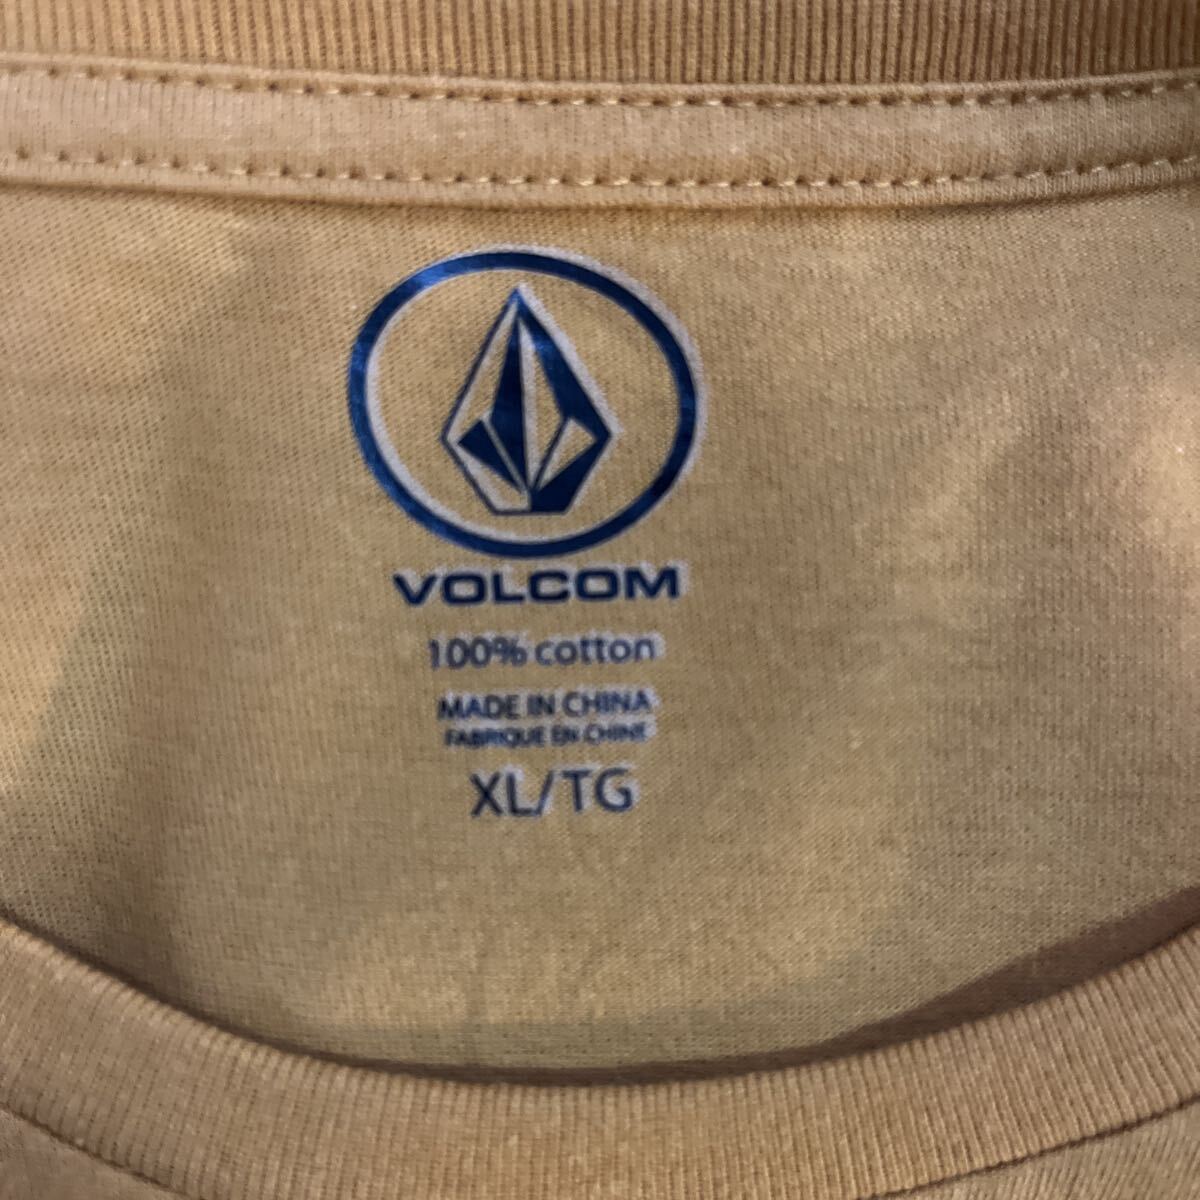 VOLCOM
100% cotton
MADE IN CHINA
FABRIQUE EN CHINE
XL/TG